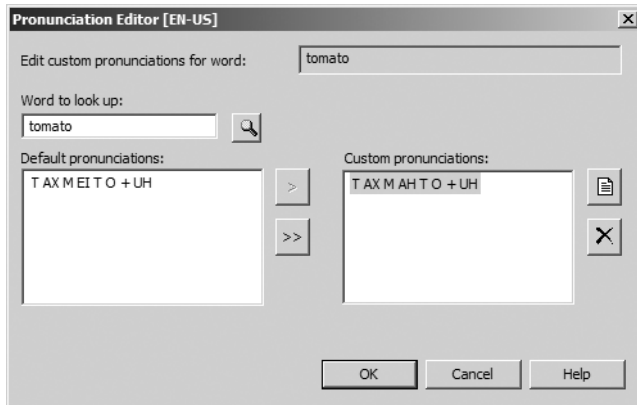 Pronunciation Editor [EN-US]
Edit custom pronunciations for word: tomato
Word to look up:
tomato
Default pronunciations: Custom pronunciations:
T AX M EI T O + UH T AX M AH T O + UH
>
>>
OK Cancel Help